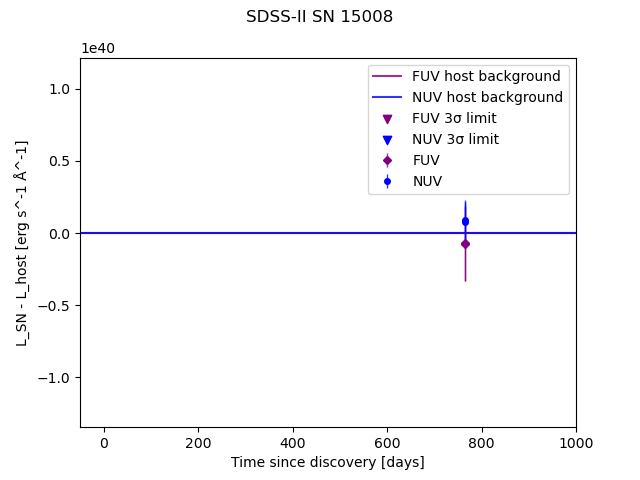 SDSS-II SN 15008
1e40
FUV host background
NUV host background
FUV 3σ limit
NUV 3σ limit
FUV
NUV
1.0
0.5
0.0
−0.5
−1.0
L_SN - L_host [erg s^-1 Å^-1]
0 200 400 600 800 1000
Time since discovery [days]